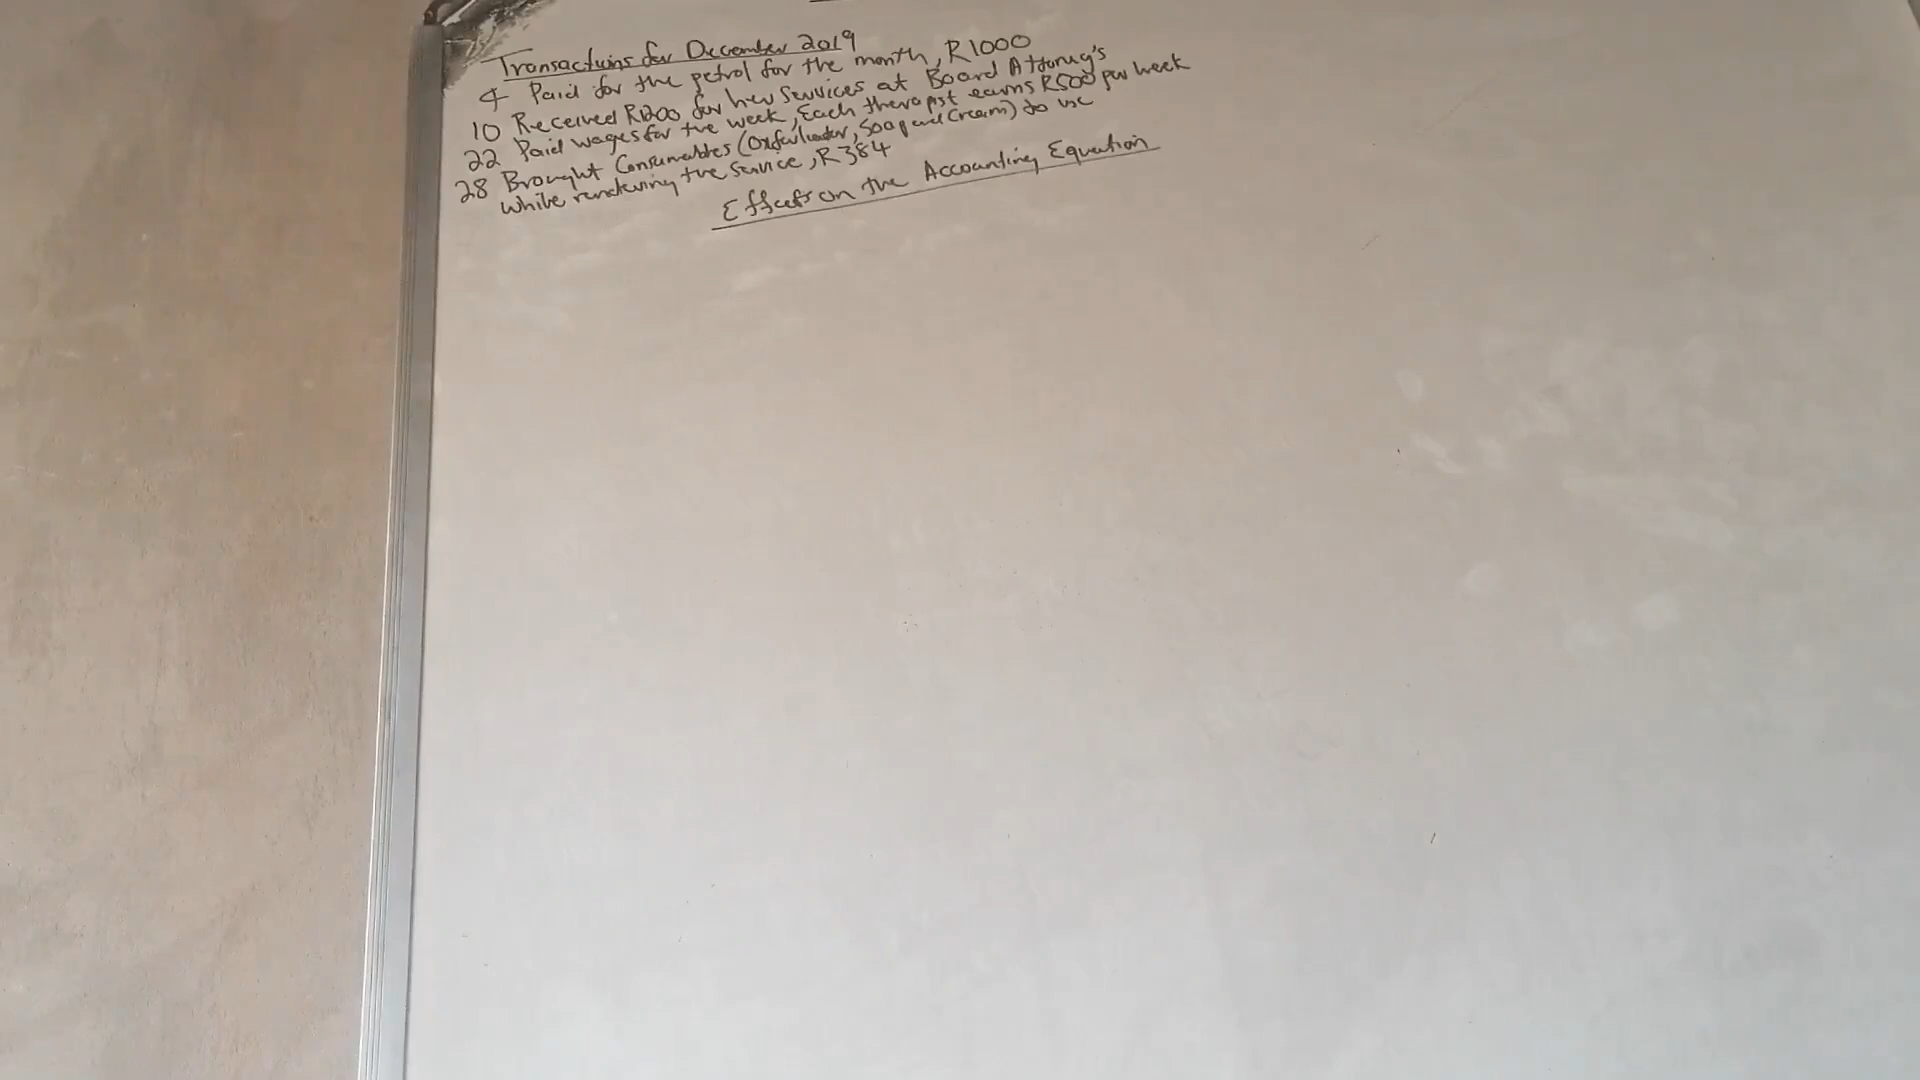 Transactions for December 2019
4 Paid for the petrol for the month, R1000
10 Received R1200 for her services at Board Attorney's
22 Paid wages for the week, Each therapist earns R500 per week
28 Brought Consumables ( , Soap and Cream) to use
while rendering the service, R384
Effects on the Accounting Equation